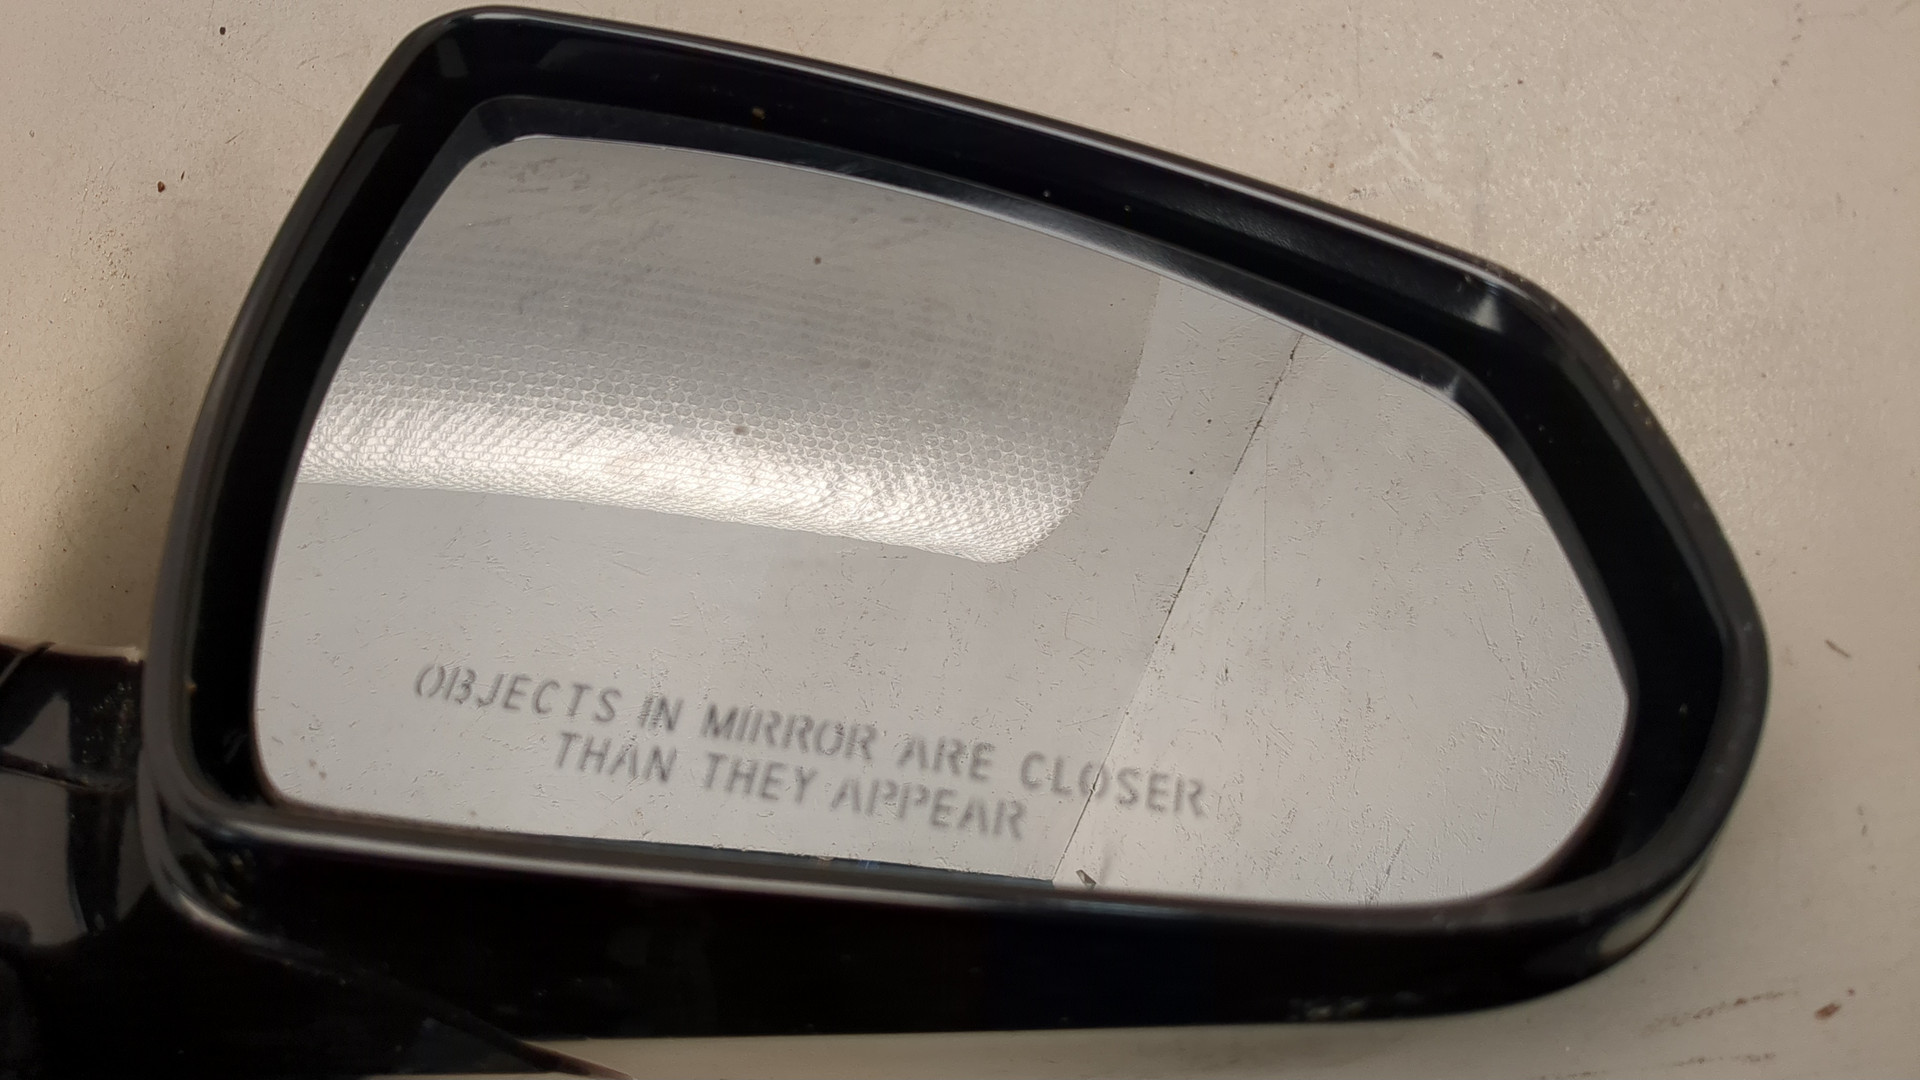 OBJECTS IN MIRROR ARE CLOSER
THAN THEY APPEAR